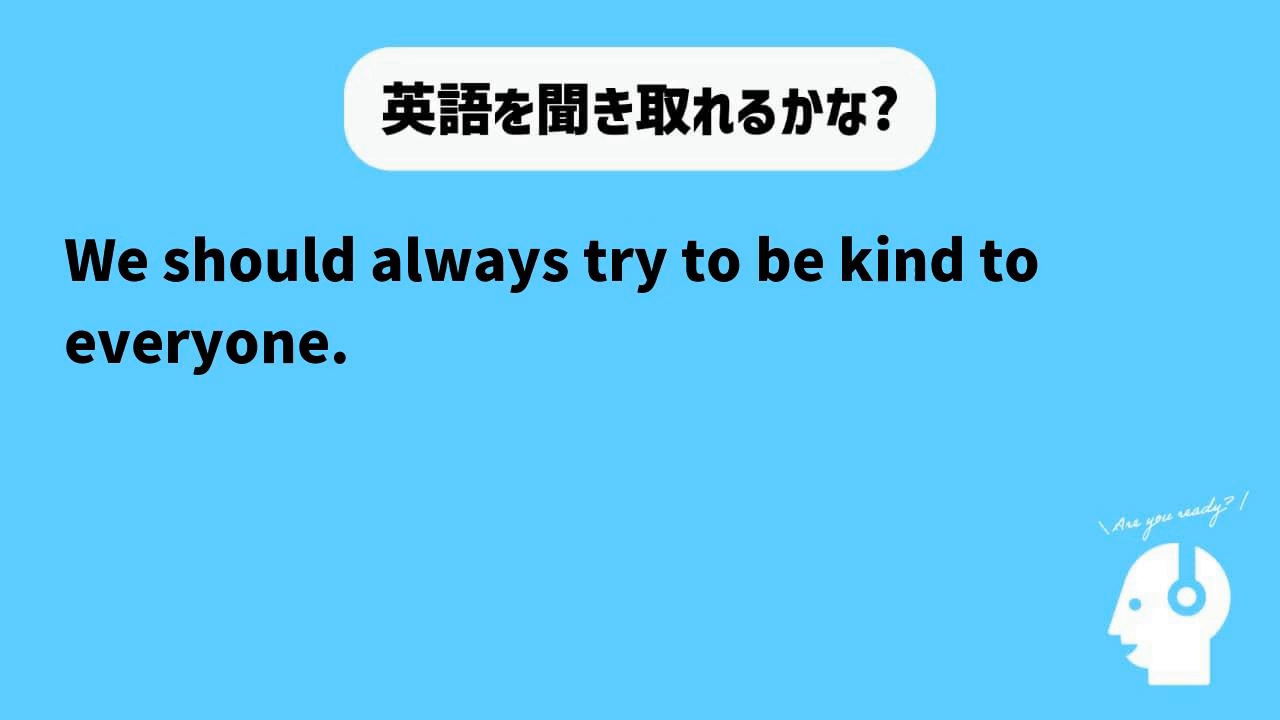 英語を聞き取れるかな?
We should always try to be kind to
everyone.
\ Are you ready? /